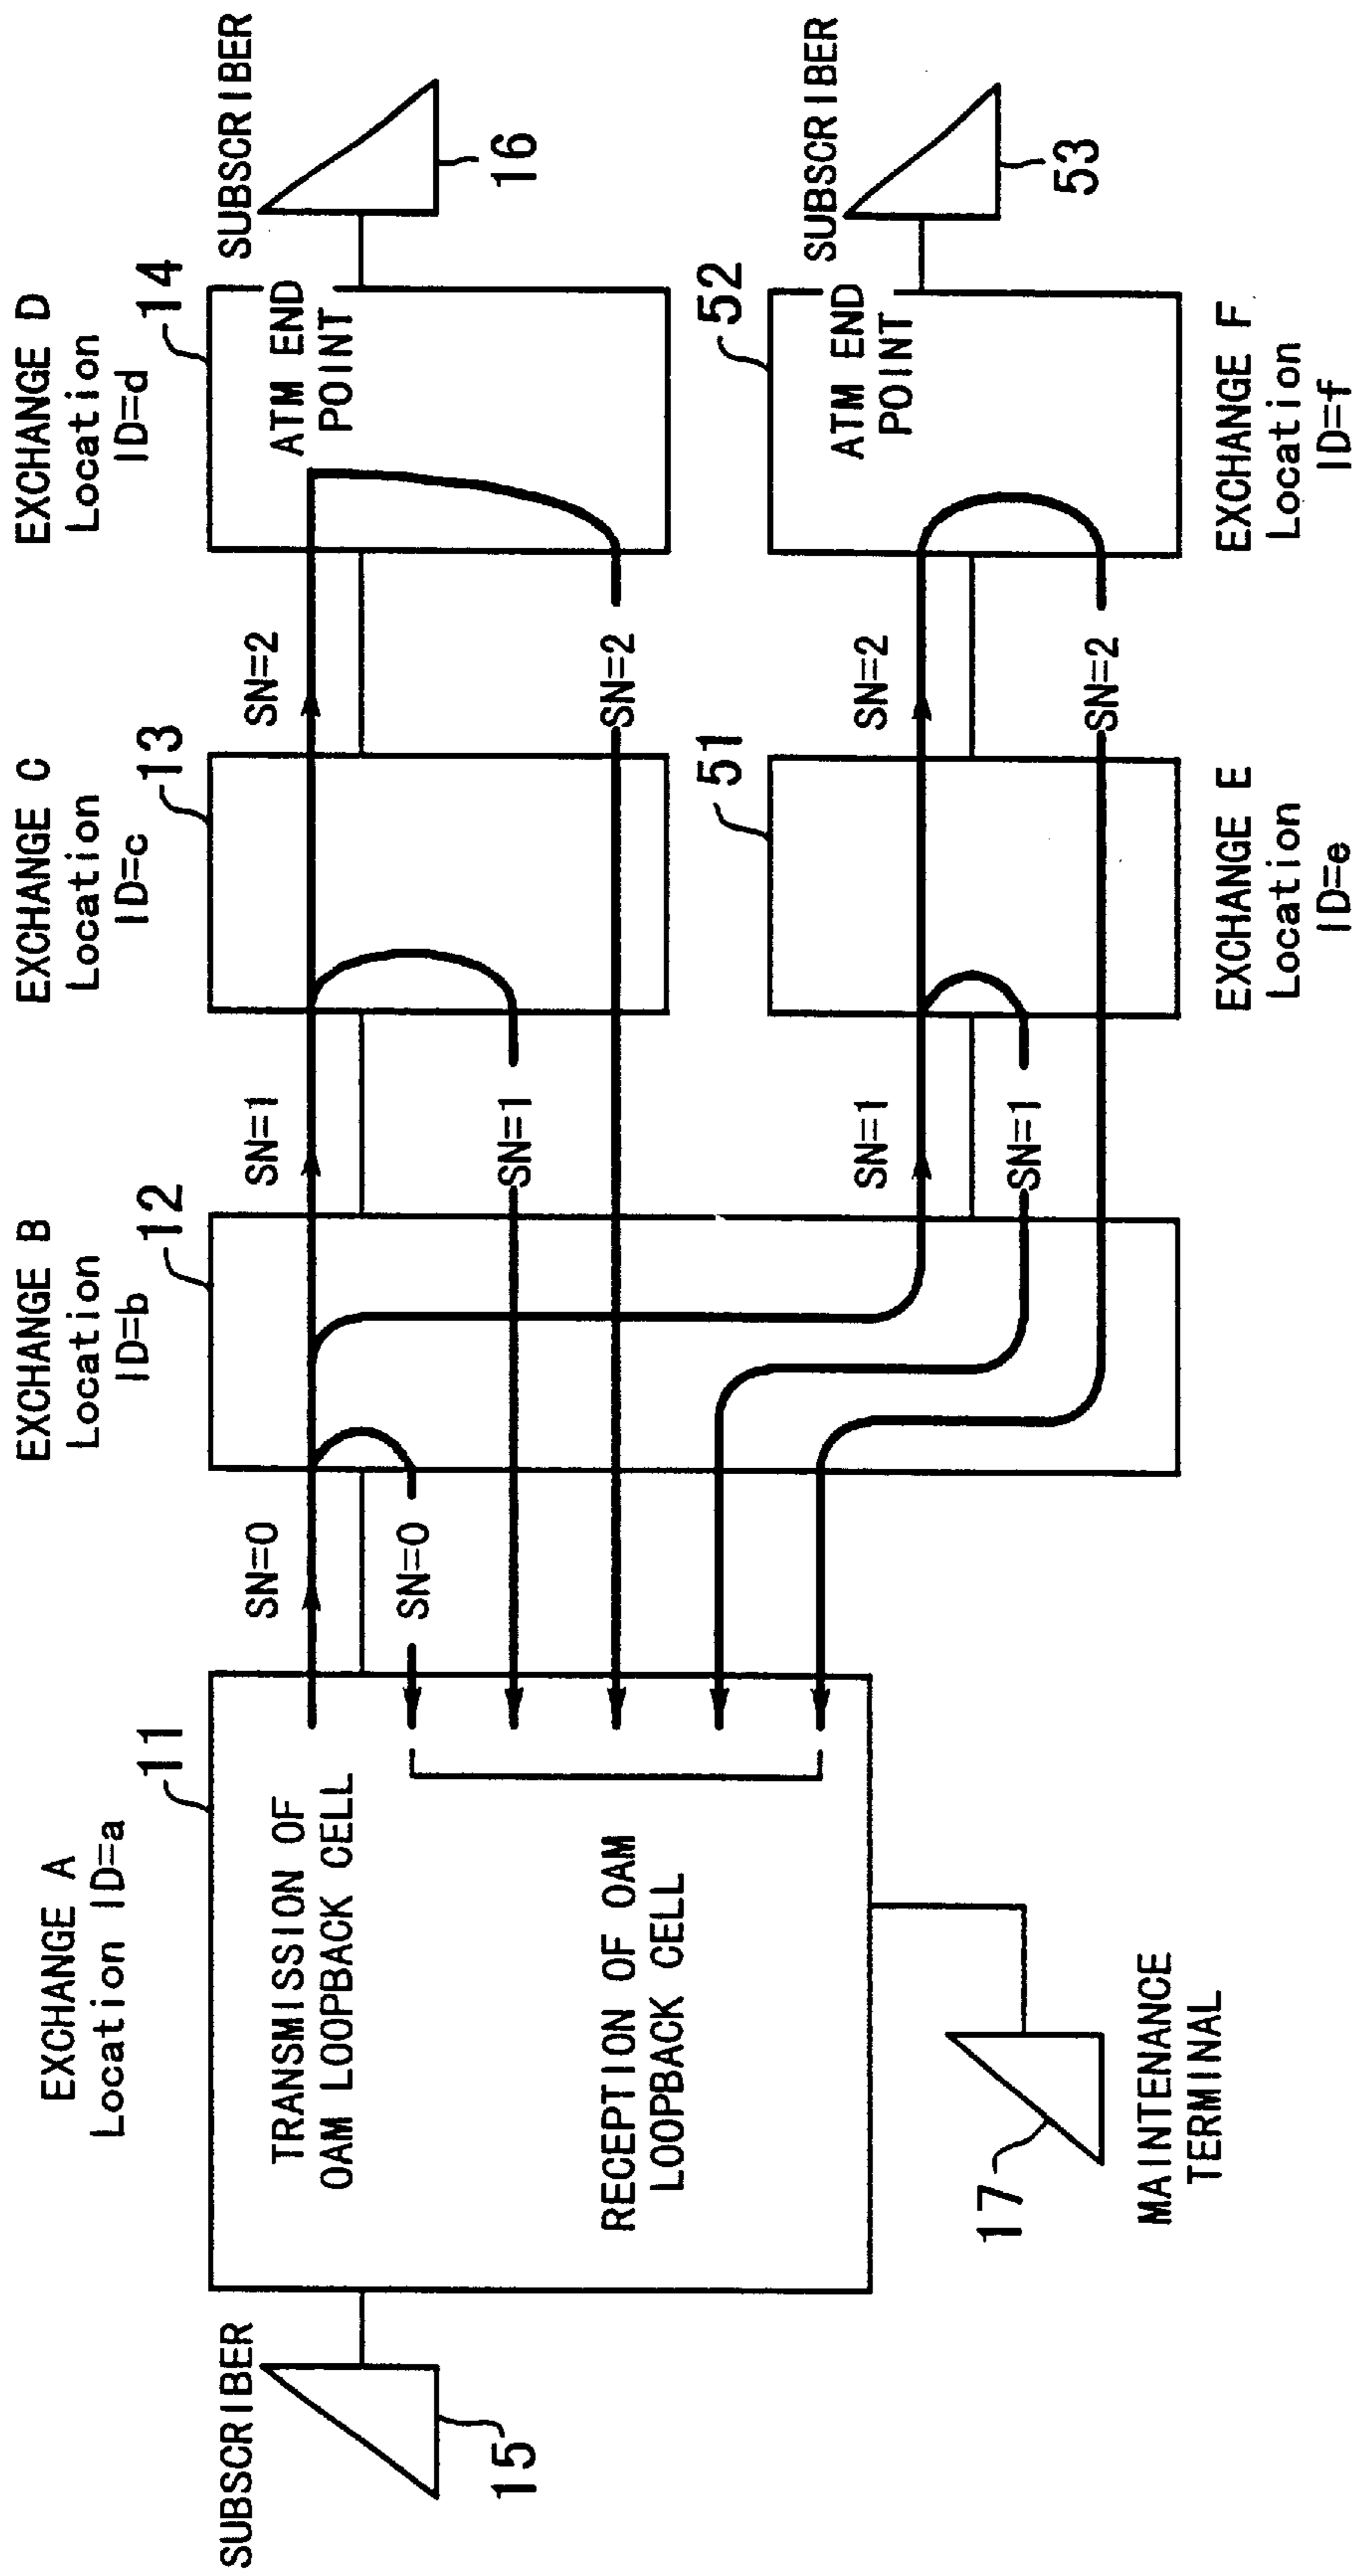 EXCHANGE A
Location ID=a
11
EXCHANGE B
Location
ID=b
12
EXCHANGE C
Location
ID=c
13
EXCHANGE D
Location
ID=d
14
SUBSCRIBER
15
TRANSMISSION OF
OAM LOOPBACK CELL
RECEPTION OF OAM
LOOPBACK CELL
SN=0
SN=0
SN=1
SN=1
SN=2
SN=2
ATM END
POINT
SUBSCRIBER
16
SN=1
SN=1
51
SN=2
SN=2
52
ATM END
POINT
SUBSCRIBER
53
17
MAINTENANCE
TERMINAL
EXCHANGE E
Location
ID=e
EXCHANGE F
Location
ID=f